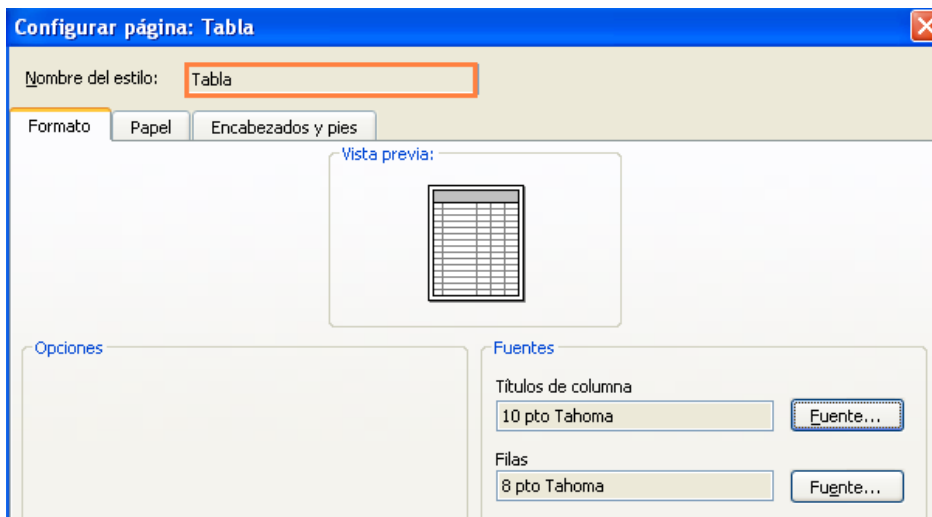 Configurar página: Tabla
Nombre del estilo: Tabla
Formato Papel Encabezados y pies
Vista previa:
Opciones
Fuentes
Títulos de columna
10 pto Tahoma Fuente...
Filas
8 pto Tahoma Fuente...